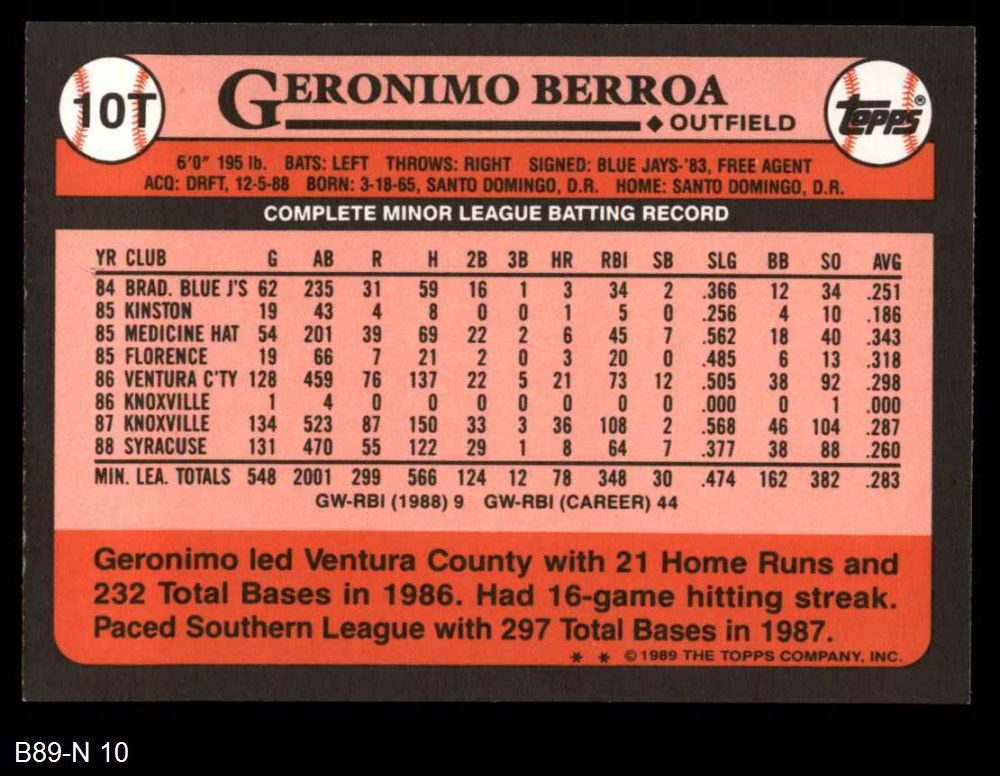 10T
GERONIMO BERROA
◆ OUTFIELD
TOPPS®
6'0" 195 lb. BATS: LEFT THROWS: RIGHT SIGNED: BLUE JAYS-'83, FREE AGENT
ACQ: DRFT, 12-5-88 BORN: 3-18-65, SANTO DOMINGO, D.R. HOME: SANTO DOMINGO, D.R.
COMPLETE MINOR LEAGUE BATTING RECORD
YR CLUB G AB R H 2B 3B HR RBI SB SLG BB SO AVG
84 BRAD. BLUE J'S 62 235 31 59 16 1 3 34 2 .366 12 34 .251
85 KINSTON 19 43 4 8 0 0 1 5 0 .256 4 10 .186
85 MEDICINE HAT 54 201 39 69 22 2 6 45 7 .562 18 40 .343
85 FLORENCE 19 66 7 21 2 0 3 20 0 .485 6 13 .318
86 VENTURA C'TY 128 459 76 137 22 5 21 73 12 .505 38 92 .298
86 KNOXVILLE 1 4 0 0 0 0 0 0 0 .000 0 1 .000
87 KNOXVILLE 134 523 87 150 33 3 36 108 2 .568 46 104 .287
88 SYRACUSE 131 470 55 122 29 1 8 64 7 .377 38 88 .260
MIN. LEA. TOTALS 548 2001 299 566 124 12 78 348 30 .474 162 382 .283
GW-RBI (1988) 9 GW-RBI (CAREER) 44
Geronimo led Ventura County with 21 Home Runs and
232 Total Bases in 1986. Had 16-game hitting streak.
Paced Southern League with 297 Total Bases in 1987.
* * © 1989 THE TOPPS COMPANY, INC.
B89-N 10